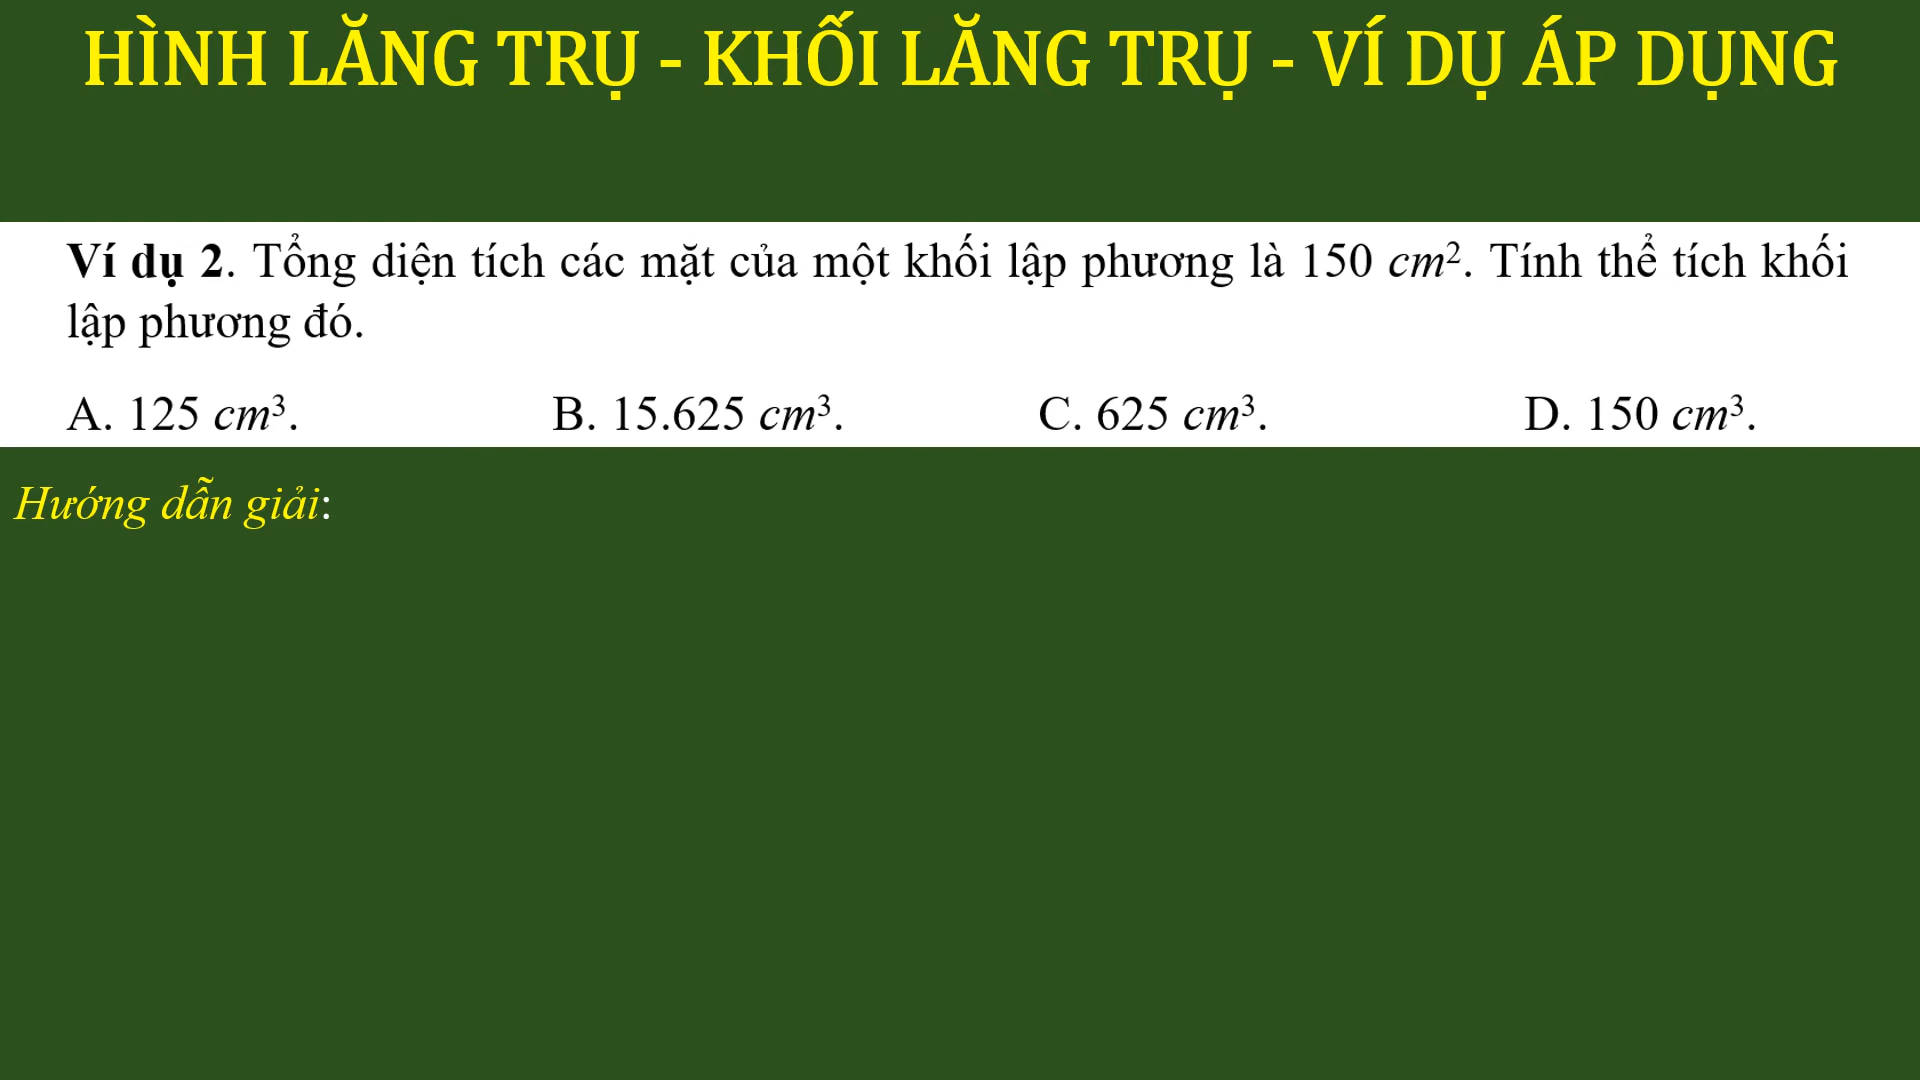 HÌNH LĂNG TRỤ - KHỐI LĂNG TRỤ - VÍ DỤ ÁP DỤNG
Ví dụ 2. Tổng diện tích các mặt của một khối lập phương là 150 cm². Tính thể tích khối
lập phương đó.
A. 125 cm³. B. 15.625 cm³. C. 625 cm³. D. 150 cm³.
Hướng dẫn giải: